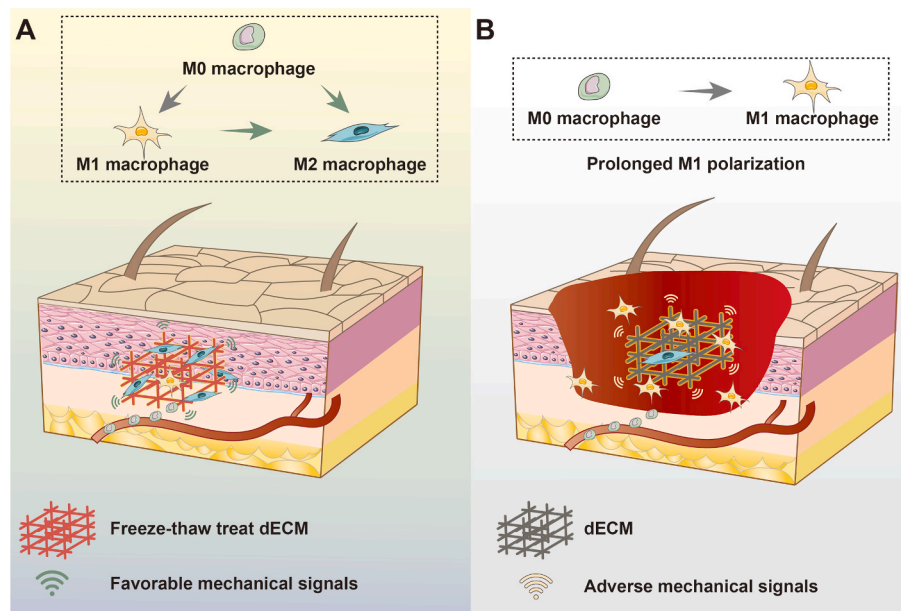 A
M0 macrophage
M1 macrophage
M2 macrophage
Freeze-thaw treat dECM
Favorable mechanical signals
B
M0 macrophage
M1 macrophage
Prolonged M1 polarization
dECM
Adverse mechanical signals